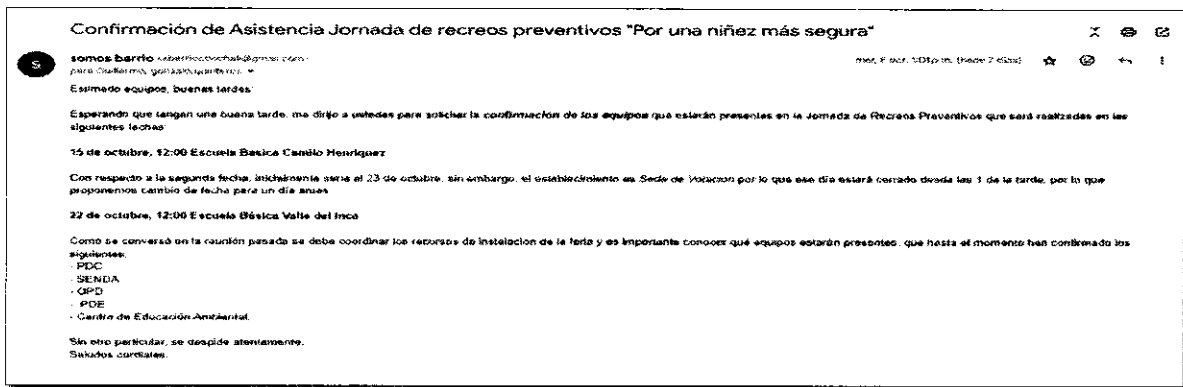 Confirmación de Asistencia Jornada de recreos preventivos "Por una niñez más segura"
S
somos barrio
Estimado equipos, buenas tardes:
Esperando que tengan una buena tarde, me dirijo a ustedes para solicitar la confirmación de los equipos que estarán presentes en la Jornada de Recreos Preventivos que será realizadas en las
siguientes fechas:
15 de octubre, 12:00 Escuela Basica Camilo Henriquez
Con respecto a la segunda fecha, inicialmente seria el 23 de octubre, sin embargo, el establecimiento es Sede de Votacion por lo que ese día estará cerrado desde las 1 de la tarde, por lo que
proponemos cambio de fecha para un día antes
22 de octubre, 12:00 Escuela Básica Valle del Inca
Como se conversó en la reunión pasada se debe coordinar los recursos de instalacion de la feria y es importante conocer qué equipos estarán presentes, que hasta el momento han confirmado los
siguientes:
- PDC
- SENDA
- OPD
- PDE
- Centro de Educación Ambiental.
Sin otro particular, se despide atentamente.
Saludos cordiales.